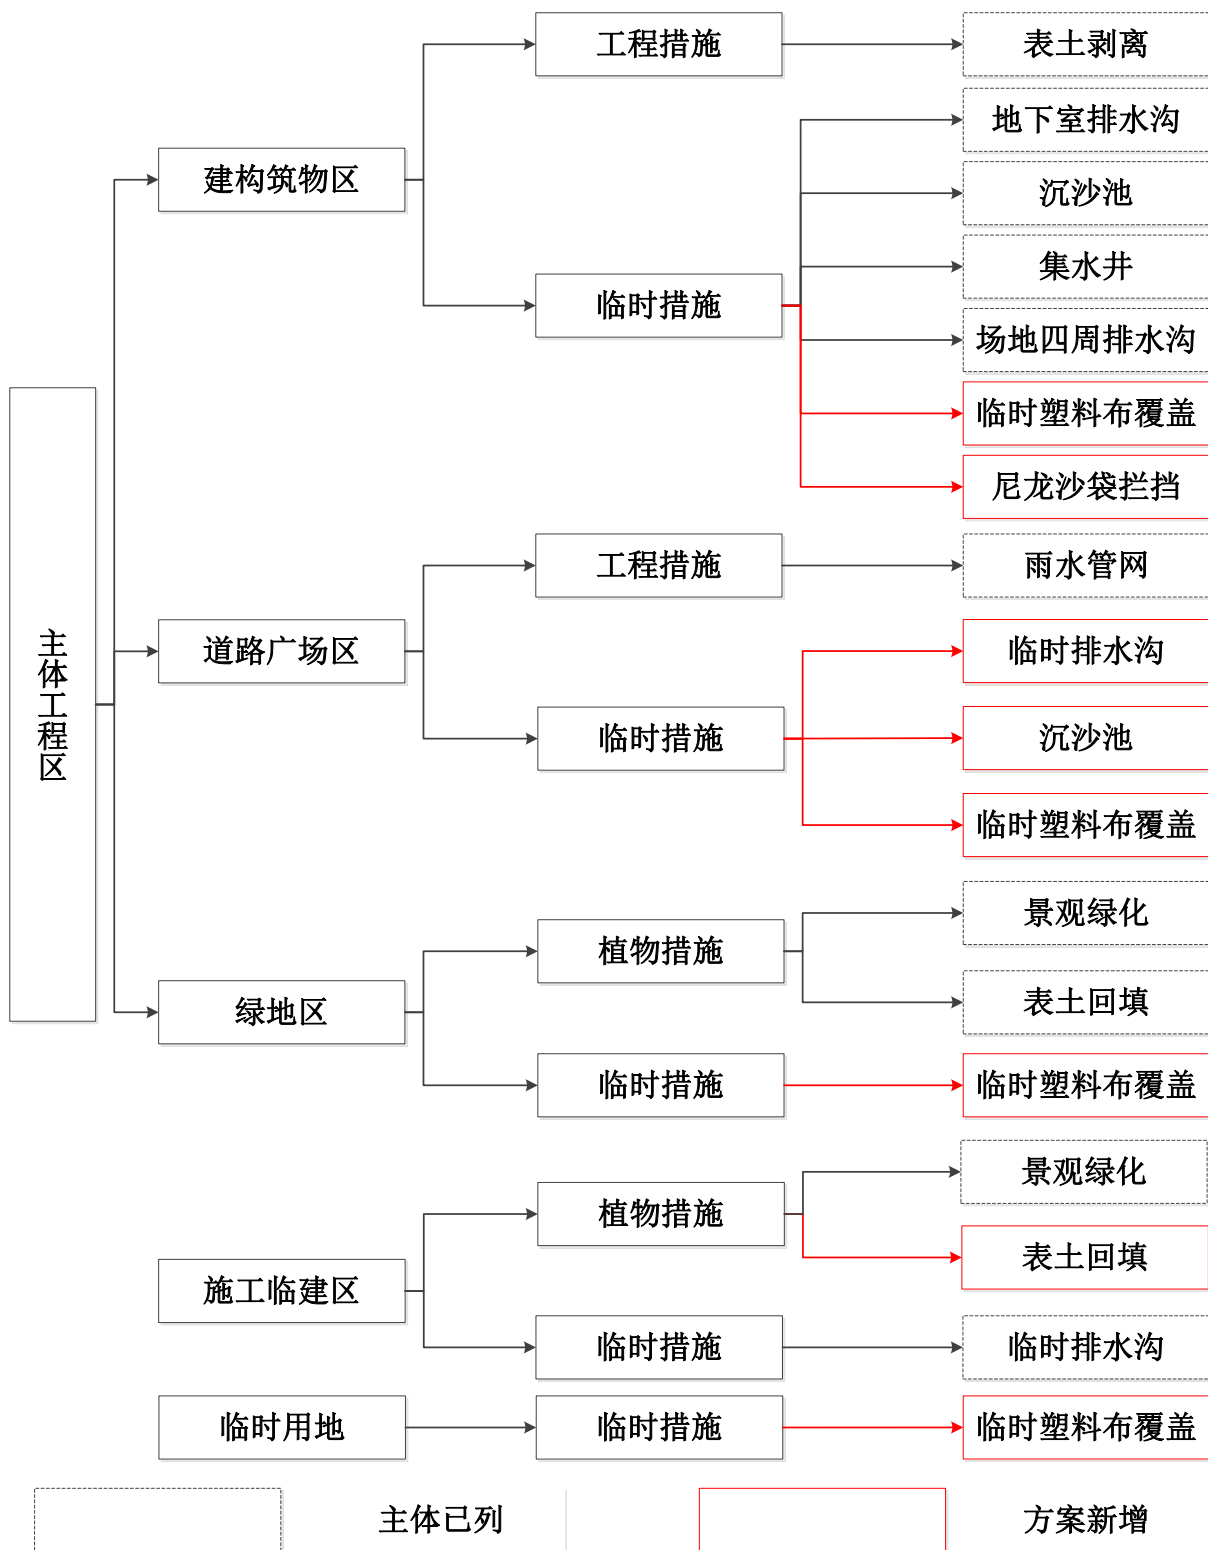 工程措施
表土剥离
地下室排水沟
建构筑物区
沉沙池
集水井
临时措施
场地四周排水沟
临时塑料布覆盖
尼龙沙袋拦挡
主体工程区
工程措施
雨水管网
道路广场区
临时排水沟
临时措施
沉沙池
临时塑料布覆盖
景观绿化
植物措施
绿地区
表土回填
临时措施
临时塑料布覆盖
景观绿化
植物措施
表土回填
施工临建区
临时措施
临时排水沟
临时用地
临时措施
临时塑料布覆盖
主体已列
方案新增